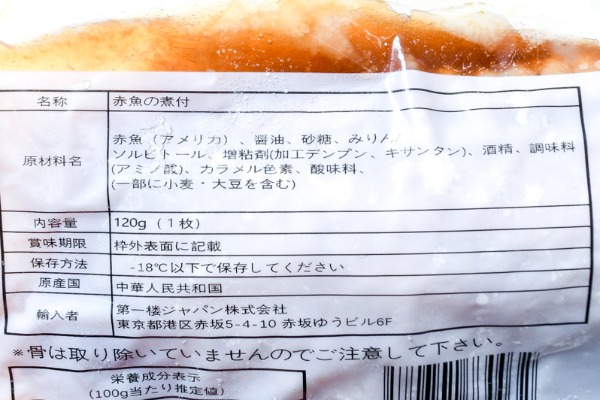 名称 赤魚の煮付
赤魚（アメリカ）、醤油、砂糖、みりん、
ソルビトール、増粘剤(加工デンプン、キサンタン)、酒精、調味料
原材料名 (アミノ酸)、カラメル色素、酸味料、
(一部に小麦・大豆を含む)
内容量 120g（1枚）
賞味期限 枠外表面に記載
保存方法 -18℃以下で保存してください
原産国 中華人民共和国
輸入者 第一楼ジャパン株式会社
東京都港区赤坂5-4-10 赤坂ゆうビル6F
※骨は取り除いていませんのでご注意して下さい。
栄養成分表示
(100g当たり推定値)